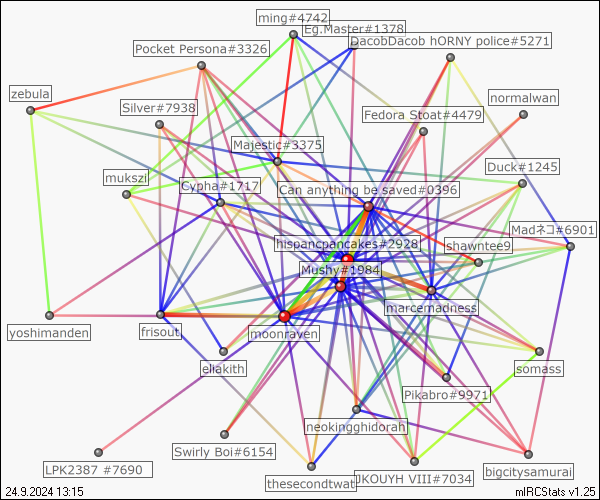 ming#4742
Eg.Master#1378
DacobDacob hORNY police#5271
Pocket Persona#3326
zebula
Silver#7938
normalwan
Fedora Stoat#4479
Majestic#3375
Duck#1245
mukszi
Cypha#1717
Can anything be saved#0396
Madネコ#6901
hispancpancakes#2928
shawntee9
Mushy#1984
marcemadness
yoshimanden
frisout
moonraven
eliakith
somass
Pikabro#9971
neokingghidorah
Swirly Boi#6154
LPK2387 #7690
thesecondtwat
JKOUYH VIII#7034
bigcitysamurai
24.9.2024 13:15
mIRCStats v1.25